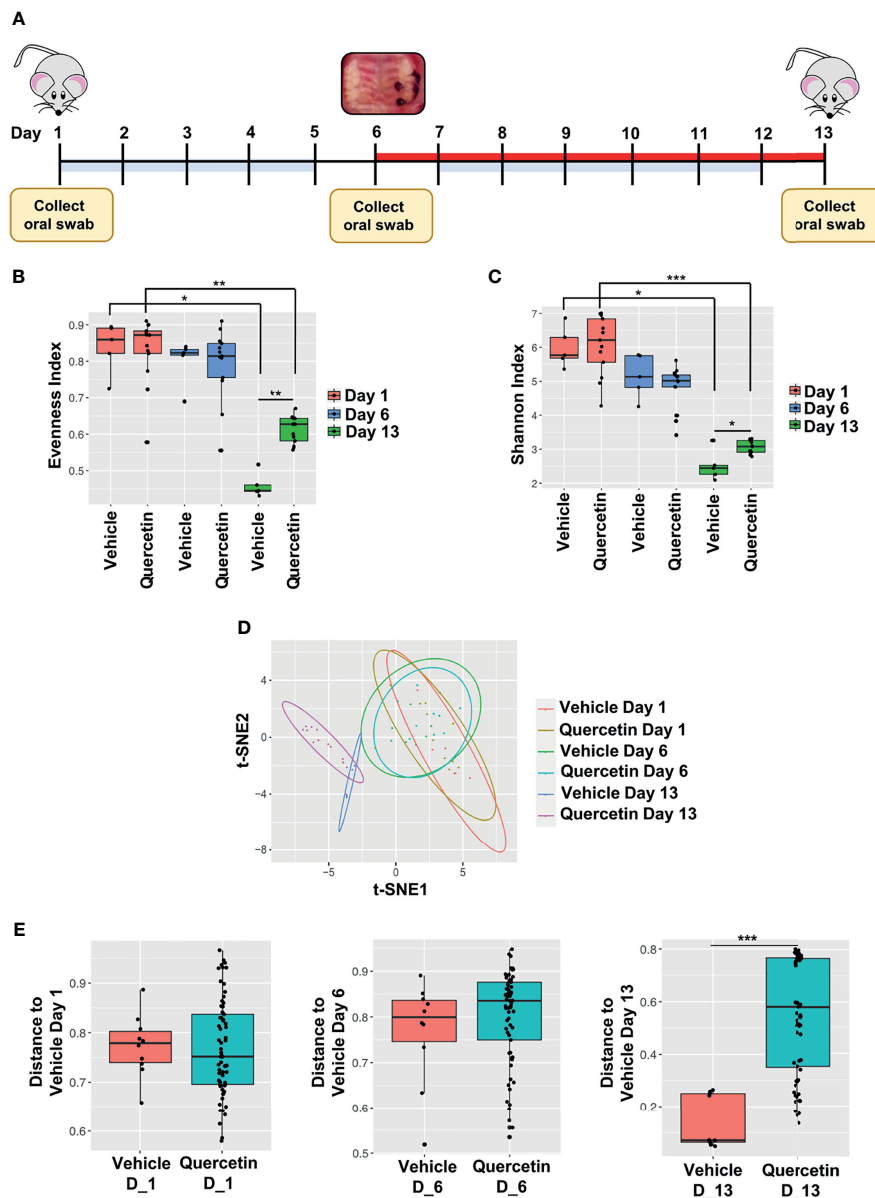 A
Day 1 2 3 4 5 6 7 8 9 10 11 12 13
Collect
oral swab
Collect
oral swab
Collect
oral swab
B
**
*
**
Evenness Index
0.9
0.8
0.7
0.6
0.5
Vehicle
Quercetin
Vehicle
Quercetin
Vehicle
Quercetin
Day 1
Day 6
Day 13
C
***
*
*
Shannon Index
7
6
5
4
3
2
Vehicle
Quercetin
Vehicle
Quercetin
Vehicle
Quercetin
Day 1
Day 6
Day 13
D
t-SNE2
4
0
−4
−8
−5 0 5
t-SNE1
Vehicle Day 1
Quercetin Day 1
Vehicle Day 6
Quercetin Day 6
Vehicle Day 13
Quercetin Day 13
E
Distance to
Vehicle Day 1
0.9
0.8
0.7
0.6
Vehicle
D_1
Quercetin
D_1
Distance to
Vehicle Day 6
0.9
0.8
0.7
0.6
0.5
Vehicle
D_6
Quercetin
D_6
***
Distance to
Vehicle Day 13
0.8
0.6
0.4
0.2
Vehicle
D_13
Quercetin
D_13